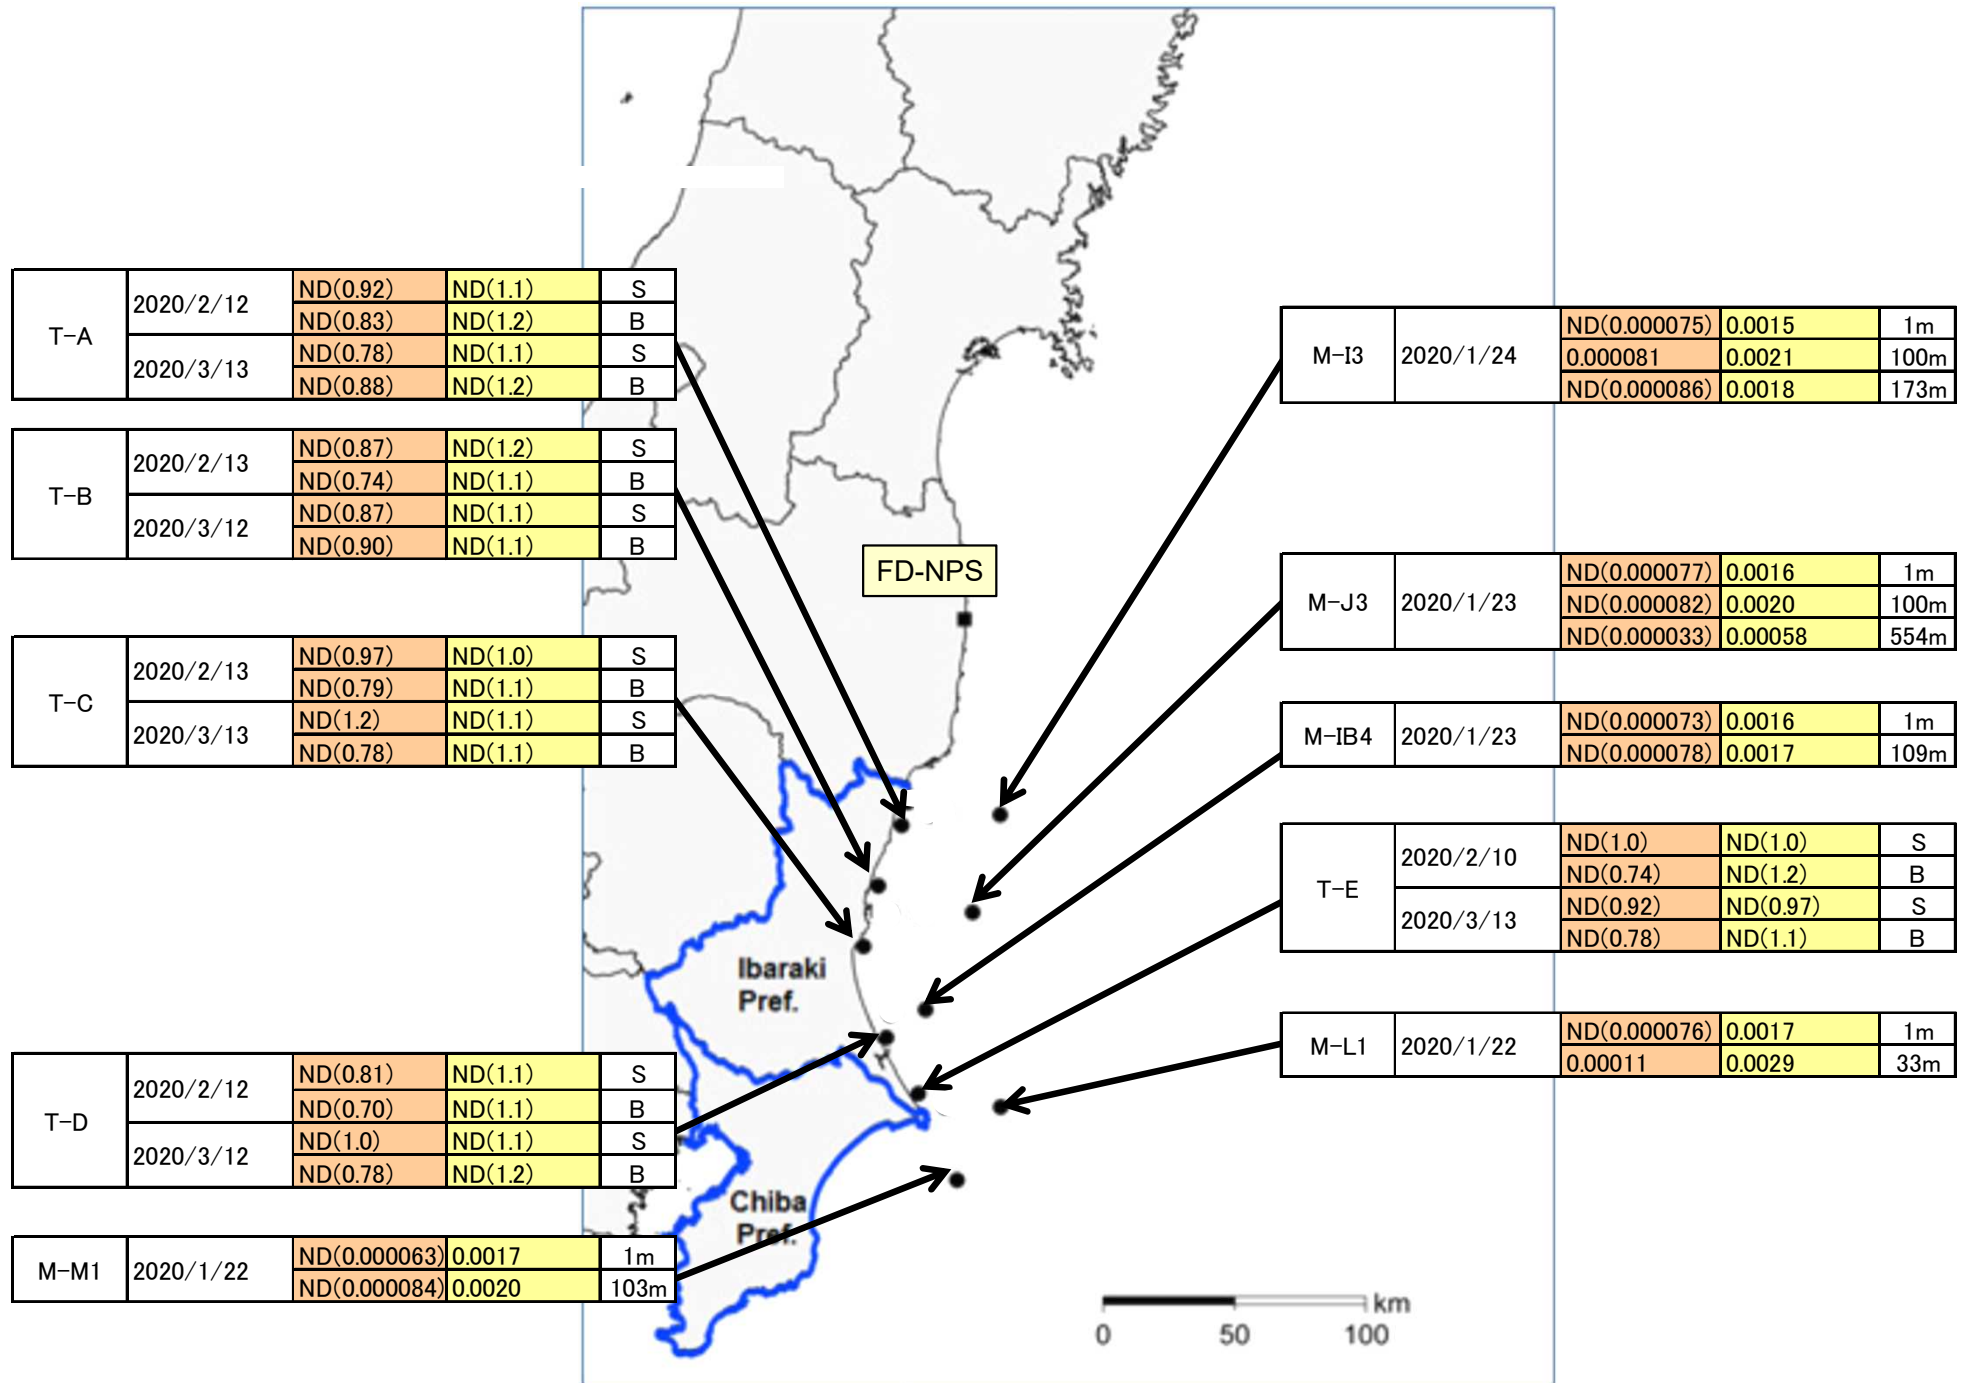 T-A
2020/2/12 ND(0.92) ND(1.1) S
ND(0.83) ND(1.2) B
2020/3/13 ND(0.78) ND(1.1) S
ND(0.88) ND(1.2) B
T-B
2020/2/13 ND(0.87) ND(1.2) S
ND(0.74) ND(1.1) B
2020/3/12 ND(0.87) ND(1.1) S
ND(0.90) ND(1.1) B
T-C
2020/2/13 ND(0.97) ND(1.0) S
ND(0.79) ND(1.1) B
2020/3/13 ND(1.2) ND(1.1) S
ND(0.78) ND(1.1) B
T-D
2020/2/12 ND(0.81) ND(1.1) S
ND(0.70) ND(1.1) B
2020/3/12 ND(1.0) ND(1.1) S
ND(0.78) ND(1.2) B
M-M1 2020/1/22 ND(0.000063) 0.0017 1m
ND(0.000084) 0.0020 103m
FD-NPS
Ibaraki
Pref.
Chiba
Pref.
M-I3 2020/1/24 ND(0.000075) 0.0015 1m
0.000081 0.0021 100m
ND(0.000086) 0.0018 173m
M-J3 2020/1/23 ND(0.000077) 0.0016 1m
ND(0.000082) 0.0020 100m
ND(0.000033) 0.00058 554m
M-IB4 2020/1/23 ND(0.000073) 0.0016 1m
ND(0.000078) 0.0017 109m
T-E
2020/2/10 ND(1.0) ND(1.0) S
ND(0.74) ND(1.2) B
2020/3/13 ND(0.92) ND(0.97) S
ND(0.78) ND(1.1) B
M-L1 2020/1/22 ND(0.000076) 0.0017 1m
0.00011 0.0029 33m
km
0 50 100